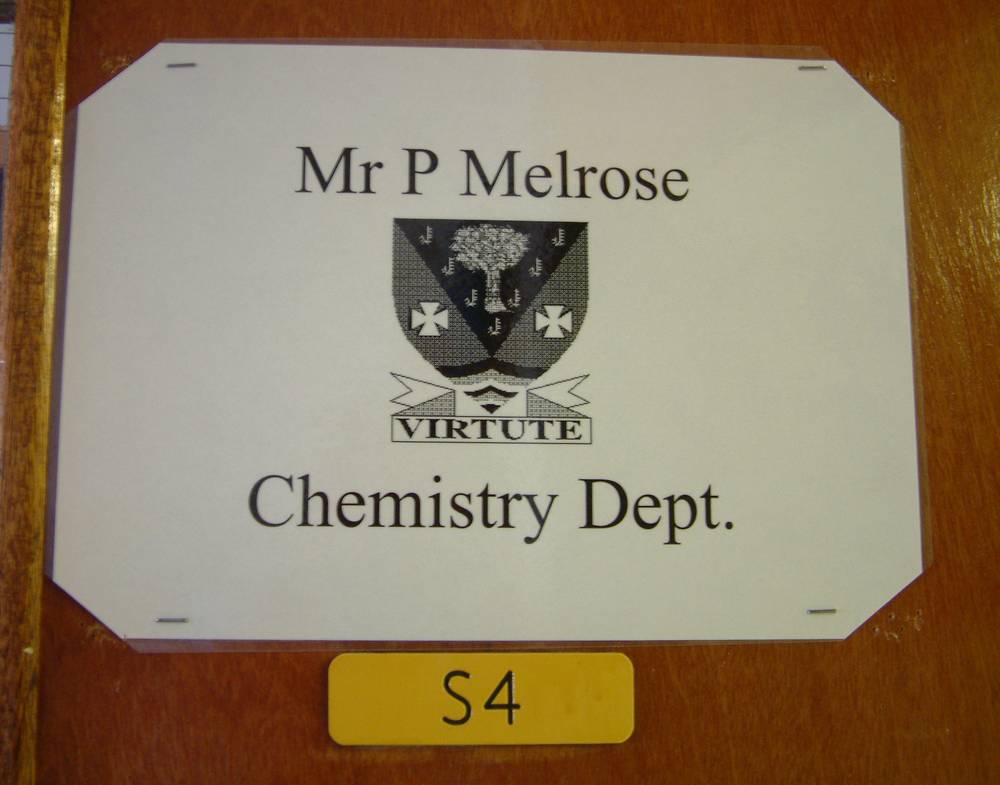 Mr P Melrose
VIRTUTE
Chemistry Dept.
S4